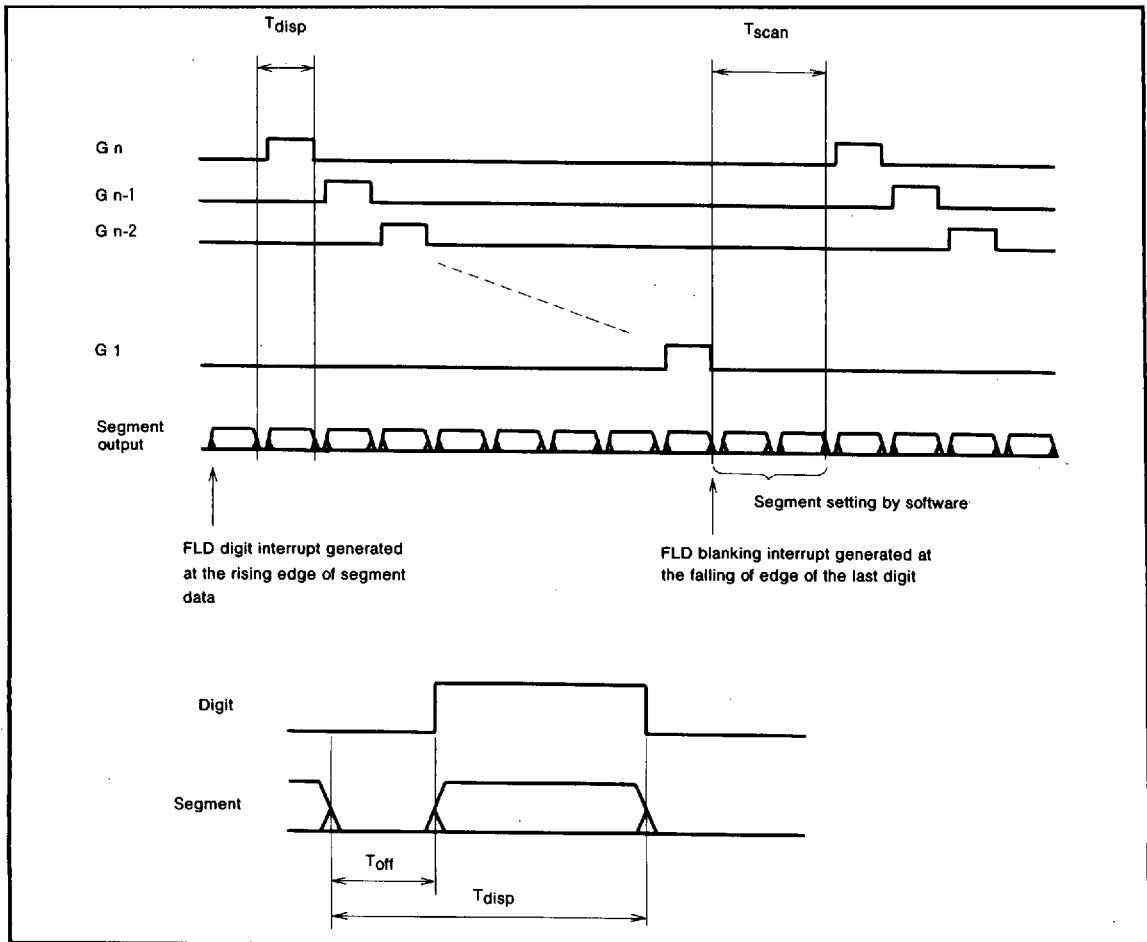 Tdisp
Tscan
G n
G n-1
G n-2
G 1
Segment
output
Segment setting by software
FLD digit interrupt generated
at the rising edge of segment
data
FLD blanking interrupt generated at
the falling of edge of the last digit
Digit
Segment
Toff
Tdisp